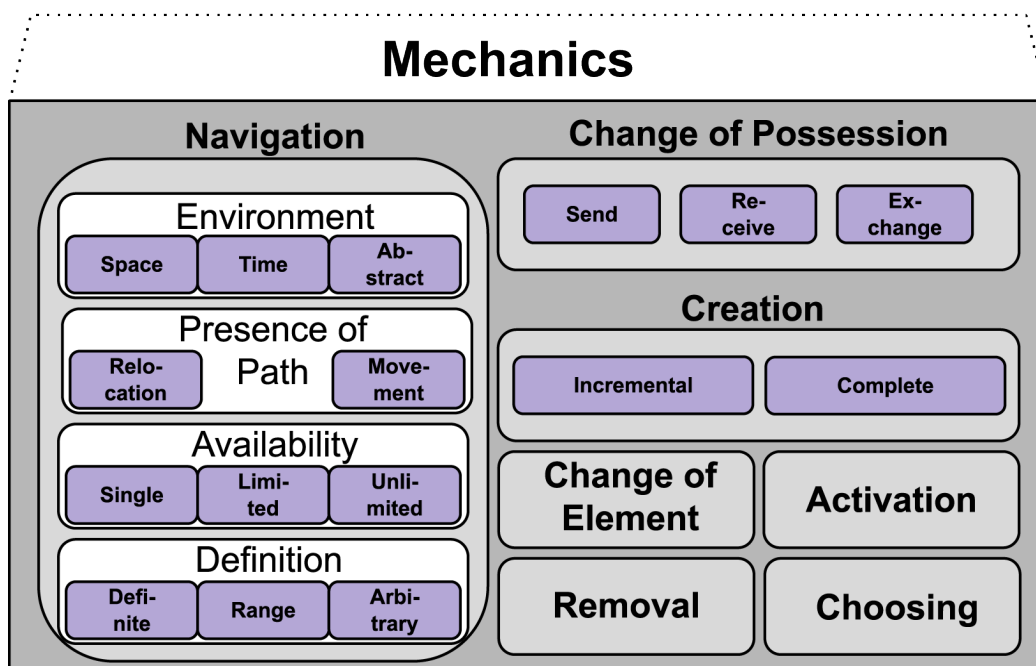 Mechanics
Navigation
Environment
Space
Time
Ab-
stract
Presence of
Path
Relo-
cation
Move-
ment
Availability
Single
Limi-
ted
Unli-
mited
Definition
Defi-
nite
Range
Arbi-
trary
Change of Possession
Send
Re-
ceive
Ex-
change
Creation
Incremental
Complete
Change of
Element
Activation
Removal
Choosing